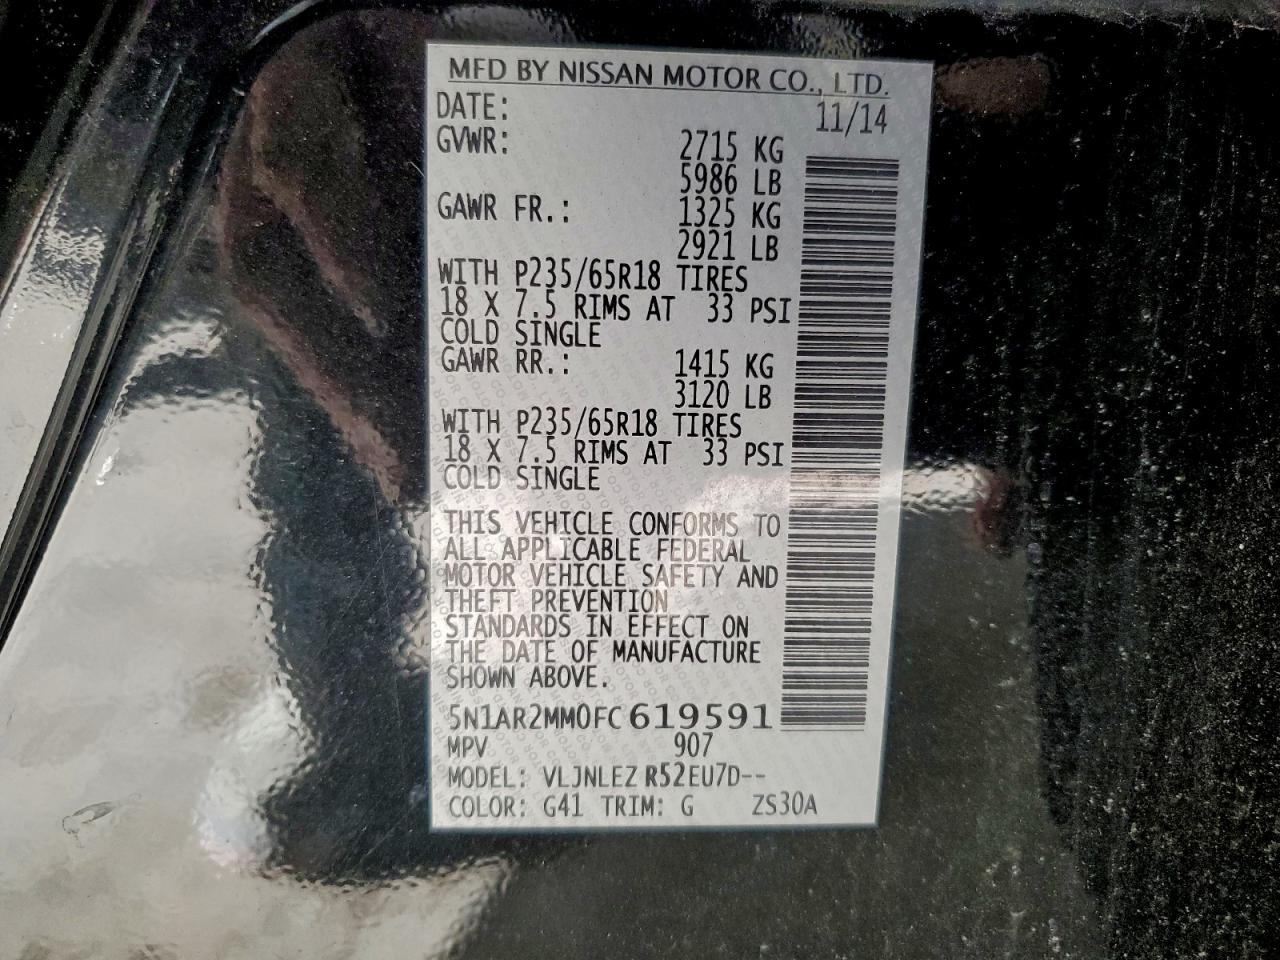 MFD BY NISSAN MOTOR CO., LTD.
DATE: 11/14
GVWR: 2715 KG
5986 LB
GAWR FR.: 1325 KG
2921 LB
WITH P235/65R18 TIRES
18 X 7.5 RIMS AT 33 PSI
COLD SINGLE
GAWR RR.: 1415 KG
3120 LB
WITH P235/65R18 TIRES
18 X 7.5 RIMS AT 33 PSI
COLD SINGLE
THIS VEHICLE CONFORMS TO
ALL APPLICABLE FEDERAL
MOTOR VEHICLE SAFETY AND
THEFT PREVENTION
STANDARDS IN EFFECT ON
THE DATE OF MANUFACTURE
SHOWN ABOVE.
5N1AR2MM0FC619591
MPV 907
MODEL: VLJNLEZ R52EU7D--
COLOR: G41 TRIM: G ZS30A